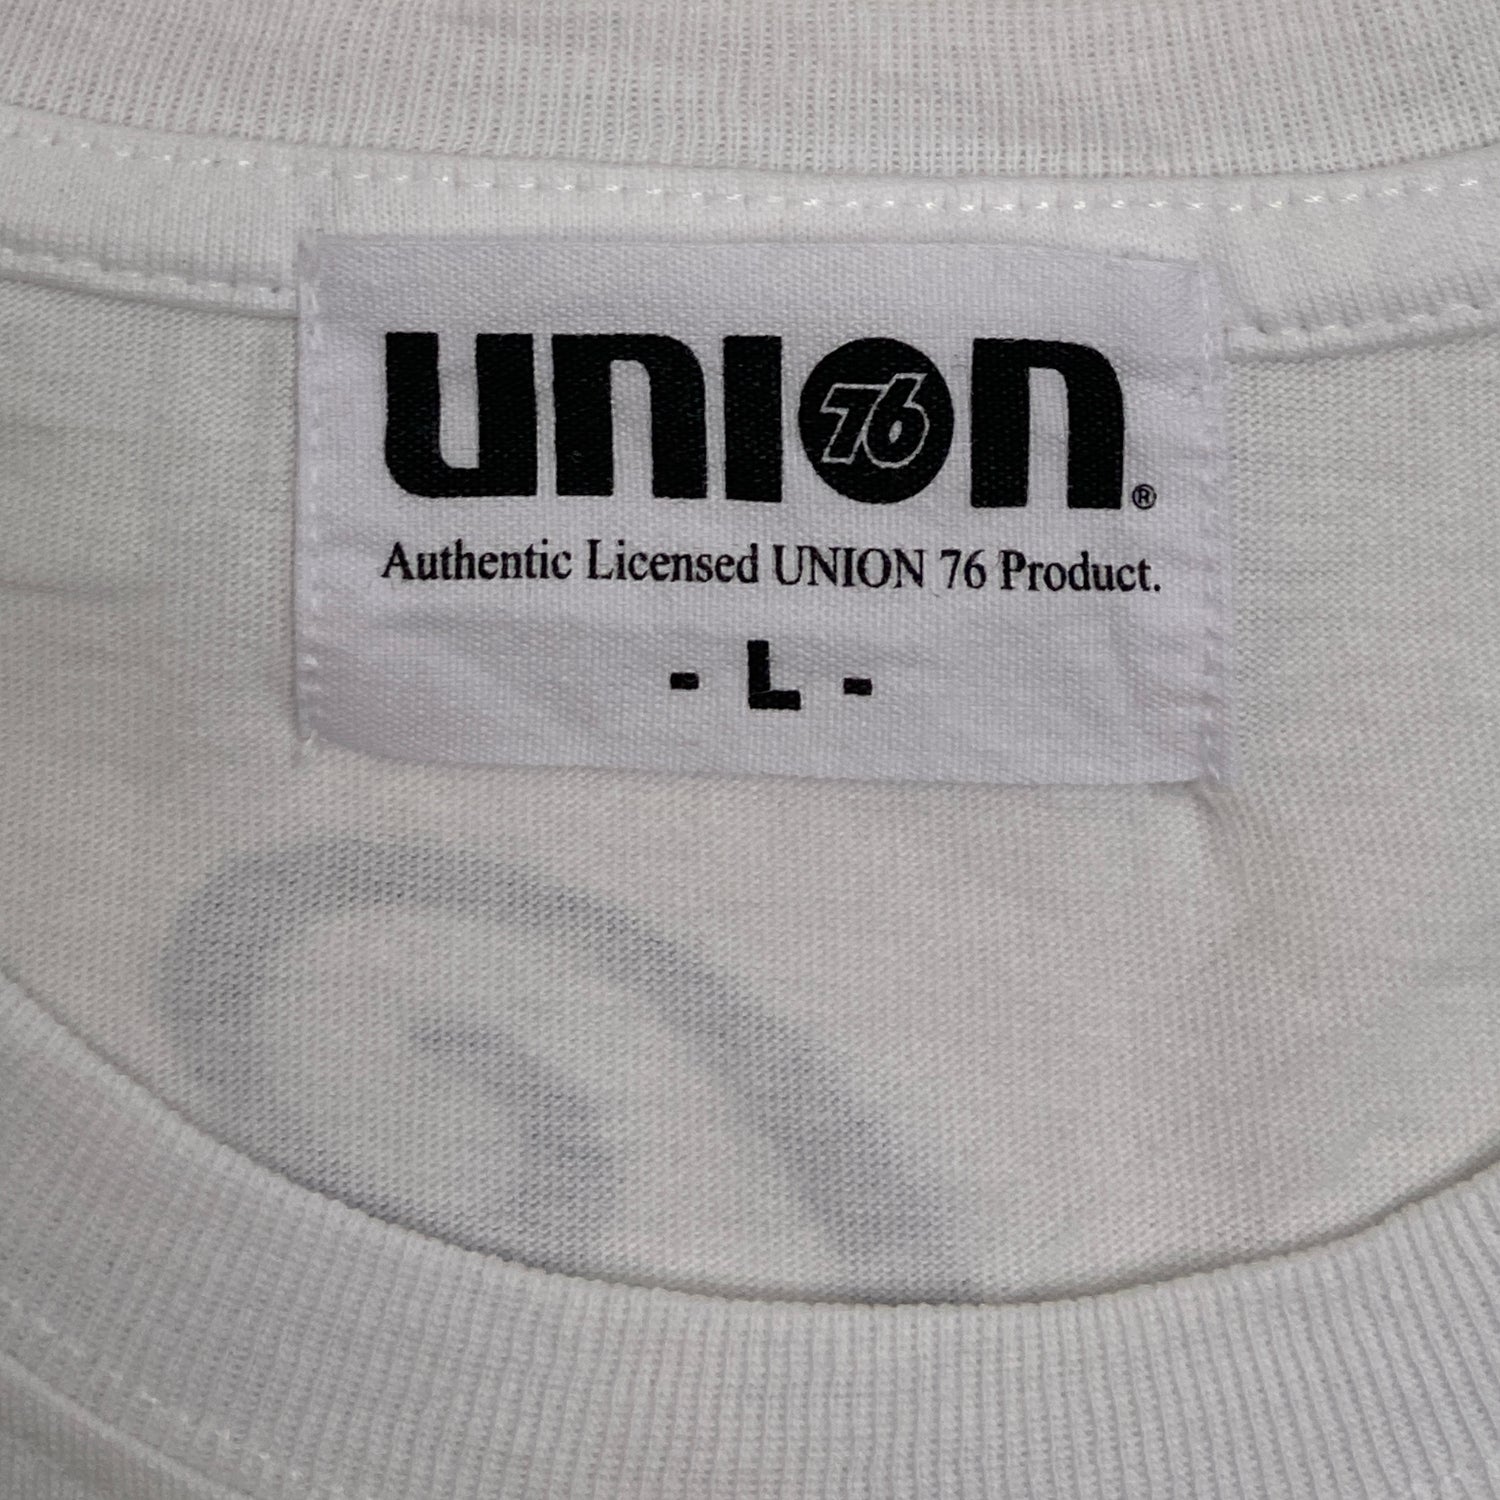 union 76 ®
Authentic Licensed UNION 76 Product.
- L -